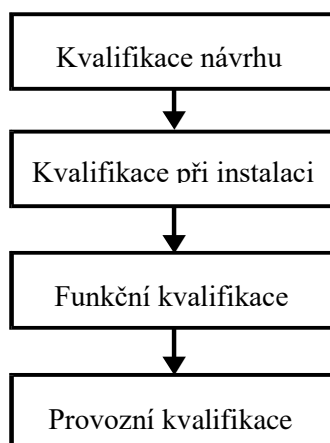 Kvalifikace návrhu
Kvalifikace při instalaci
Funkční kvalifikace
Provozní kvalifikace